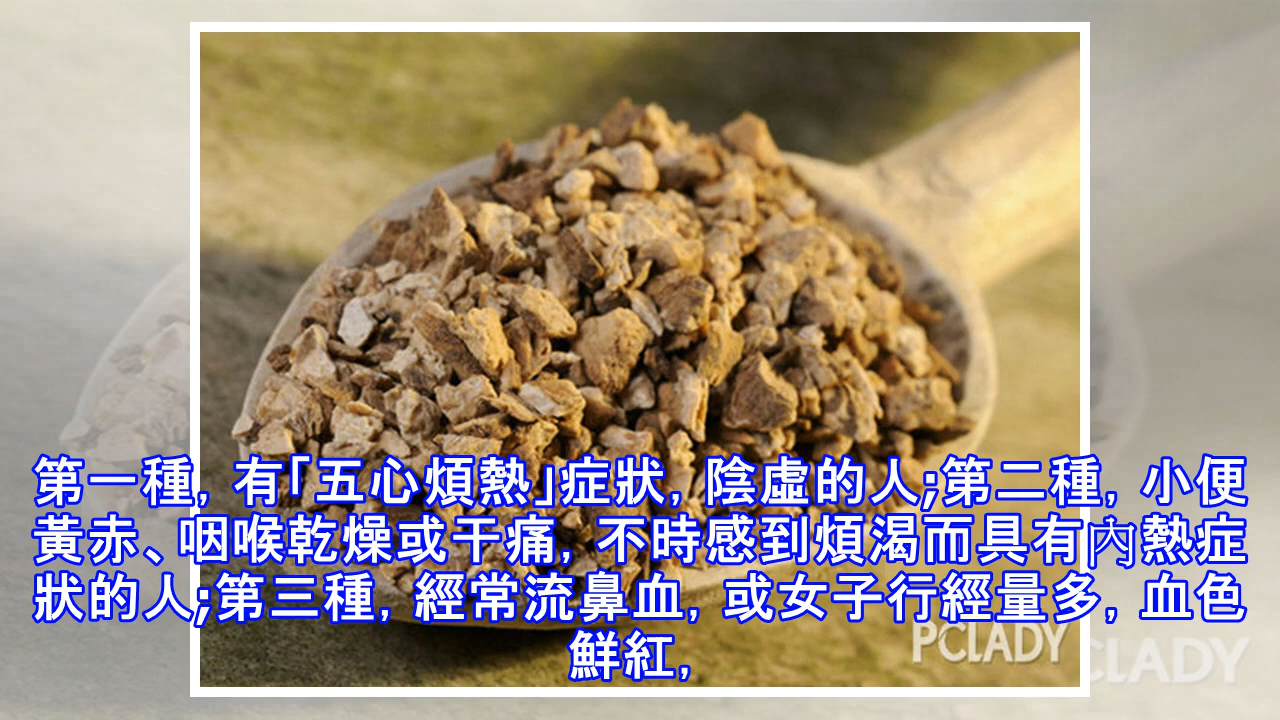 第一種, 有「五心煩熱」症狀, 陰虛的人;第二種, 小便
黃赤、咽喉乾燥或干痛, 不時感到煩渴而具有內熱症
狀的人;第三種, 經常流鼻血, 或女子行經量多, 血色
鮮紅,
PCLADY
CLADY